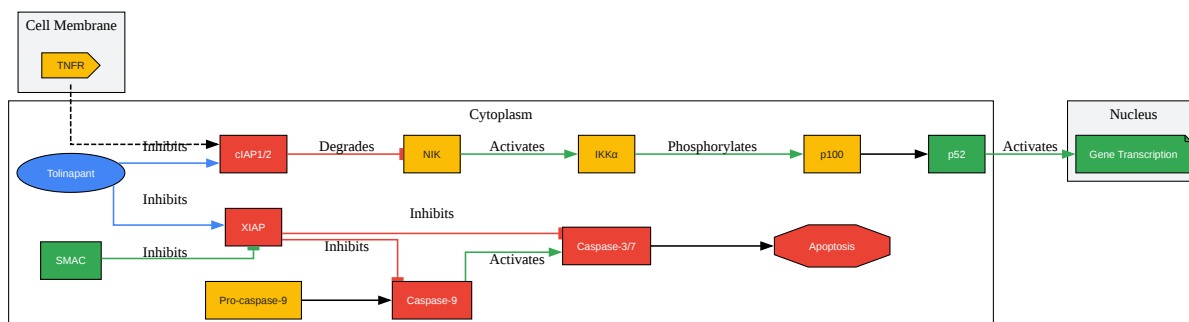 Cell Membrane
TNFR
Cytoplasm
Nucleus
Inhibits
cIAP1/2
Degrades
NIK
Activates
IKKα
Phosphorylates
p100
p52
Activates
Gene Transcription
Tolinapant
Inhibits
XIAP
Inhibits
Inhibits
Caspase-3/7
Apoptosis
SMAC
Inhibits
Activates
Pro-caspase-9
Caspase-9